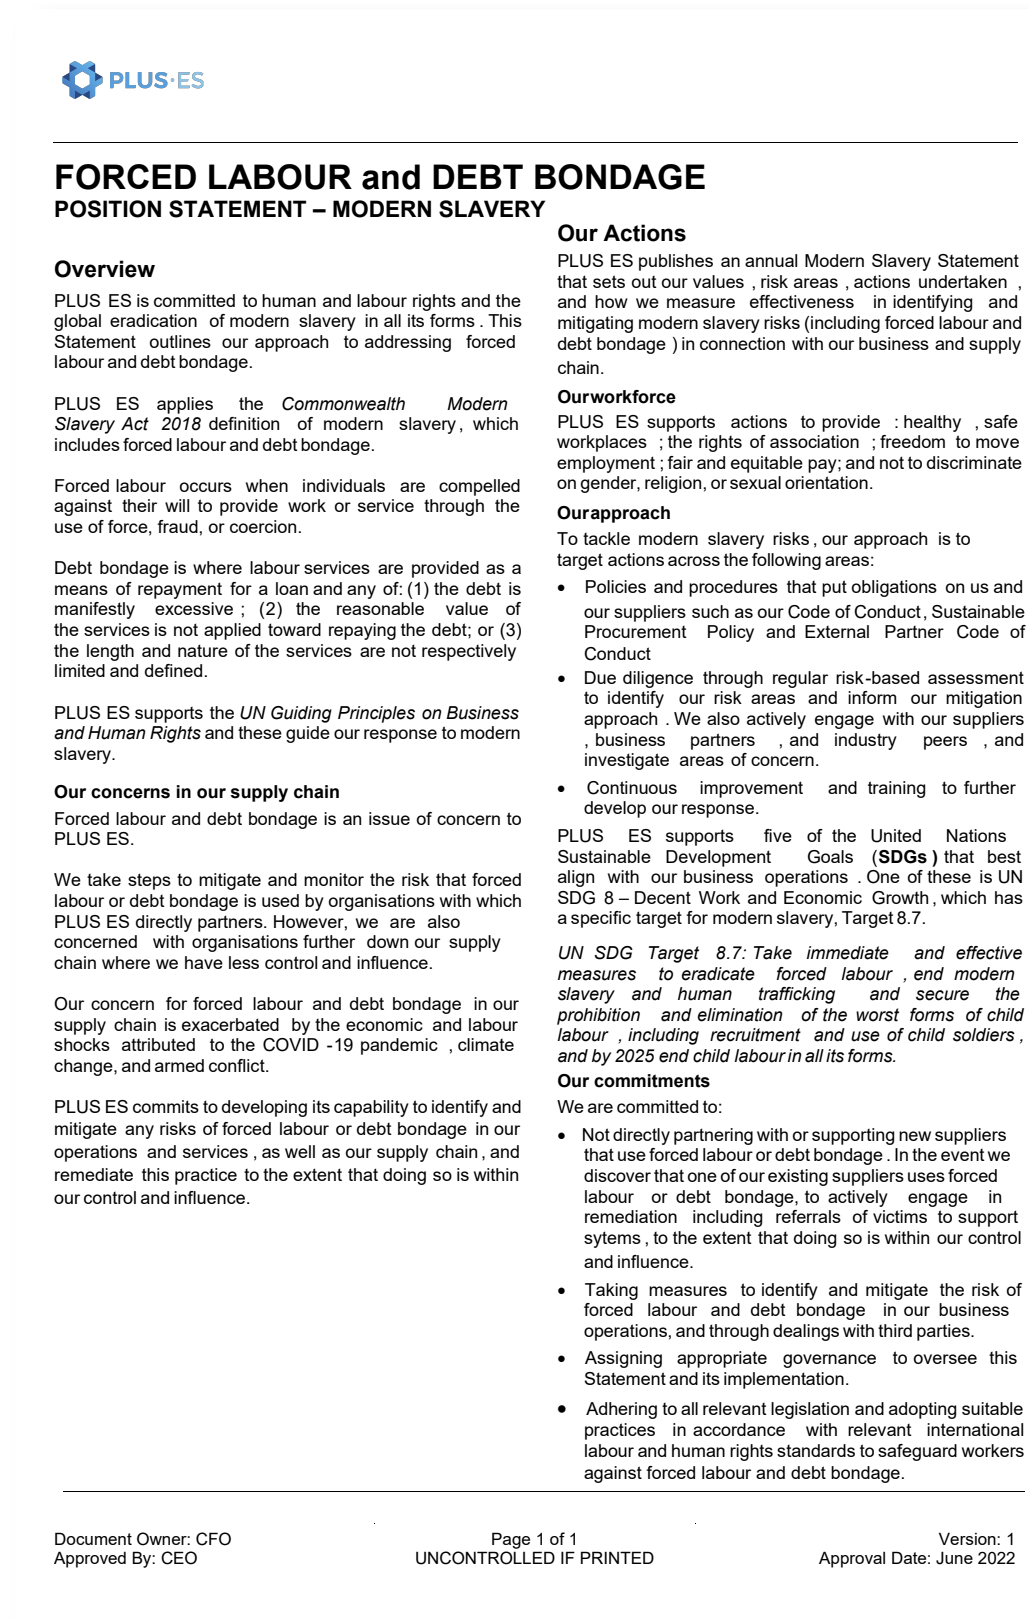 PLUS·ES
FORCED LABOUR and DEBT BONDAGE
POSITION STATEMENT – MODERN SLAVERY
Overview
PLUS ES is committed to human and labour rights and the
global eradication of modern slavery in all its forms . This
Statement outlines our approach to addressing forced
labour and debt bondage.
PLUS ES applies the Commonwealth Modern
Slavery Act 2018 definition of modern slavery , which
includes forced labour and debt bondage.
Forced labour occurs when individuals are compelled
against their will to provide work or service through the
use of force, fraud, or coercion.
Debt bondage is where labour services are provided as a
means of repayment for a loan and any of: (1) the debt is
manifestly excessive ; (2) the reasonable value of
the services is not applied toward repaying the debt; or (3)
the length and nature of the services are not respectively
limited and defined.
PLUS ES supports the UN Guiding Principles on Business
and Human Rights and these guide our response to modern
slavery.
Our concerns in our supply chain
Forced labour and debt bondage is an issue of concern to
PLUS ES.
We take steps to mitigate and monitor the risk that forced
labour or debt bondage is used by organisations with which
PLUS ES directly partners. However, we are also
concerned with organisations further down our supply
chain where we have less control and influence.
Our concern for forced labour and debt bondage in our
supply chain is exacerbated by the economic and labour
shocks attributed to the COVID -19 pandemic , climate
change, and armed conflict.
PLUS ES commits to developing its capability to identify and
mitigate any risks of forced labour or debt bondage in our
operations and services , as well as our supply chain , and
remediate this practice to the extent that doing so is within
our control and influence.
Our Actions
PLUS ES publishes an annual Modern Slavery Statement
that sets out our values , risk areas , actions undertaken ,
and how we measure effectiveness in identifying and
mitigating modern slavery risks (including forced labour and
debt bondage ) in connection with our business and supply
chain.
Ourworkforce
PLUS ES supports actions to provide : healthy , safe
workplaces ; the rights of association ; freedom to move
employment ; fair and equitable pay; and not to discriminate
on gender, religion, or sexual orientation.
Ourapproach
To tackle modern slavery risks , our approach is to
target actions across the following areas:
• Policies and procedures that put obligations on us and
our suppliers such as our Code of Conduct , Sustainable
Procurement Policy and External Partner Code of
Conduct
• Due diligence through regular risk-based assessment
to identify our risk areas and inform our mitigation
approach . We also actively engage with our suppliers
, business partners , and industry peers , and
investigate areas of concern.
• Continuous improvement and training to further
develop our response.
PLUS ES supports five of the United Nations
Sustainable Development Goals (SDGs ) that best
align with our business operations . One of these is UN
SDG 8 – Decent Work and Economic Growth , which has
a specific target for modern slavery, Target 8.7.
UN SDG Target 8.7: Take immediate and effective
measures to eradicate forced labour , end modern
slavery and human trafficking and secure the
prohibition and elimination of the worst forms of child
labour , including recruitment and use of child soldiers ,
and by 2025 end child labour in all its forms.
Our commitments
We are committed to:
• Not directly partnering with or supporting new suppliers
that use forced labour or debt bondage . In the event we
discover that one of our existing suppliers uses forced
labour or debt bondage, to actively engage in
remediation including referrals of victims to support
sytems , to the extent that doing so is within our control
and influence.
• Taking measures to identify and mitigate the risk of
forced labour and debt bondage in our business
operations, and through dealings with third parties.
• Assigning appropriate governance to oversee this
Statement and its implementation.
• Adhering to all relevant legislation and adopting suitable
practices in accordance with relevant international
labour and human rights standards to safeguard workers
against forced labour and debt bondage.
Document Owner: CFO Page 1 of 1 Version: 1
Approved By: CEO UNCONTROLLED IF PRINTED Approval Date: June 2022